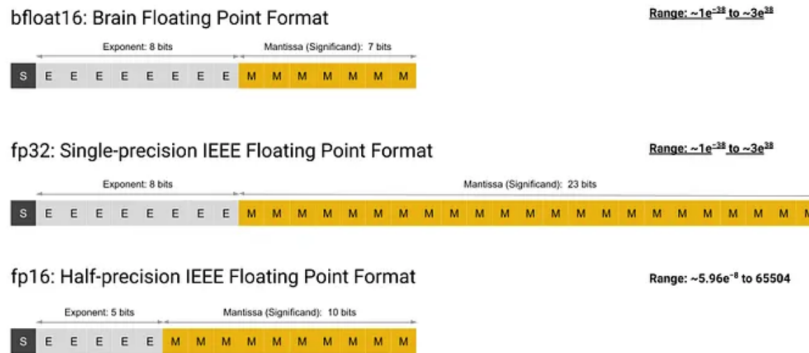 bfloat16: Brain Floating Point Format
Range: ~1e⁻³⁸ to ~3e³⁸
Exponent: 8 bits Mantissa (Significand): 7 bits
S E E E E E E E E M M M M M M M
fp32: Single-precision IEEE Floating Point Format
Range: ~1e⁻³⁸ to ~3e³⁸
Exponent: 8 bits Mantissa (Significand): 23 bits
S E E E E E E E E M M M M M M M M M M M M M M M M M M M M M M M
fp16: Half-precision IEEE Floating Point Format
Range: ~5.96e⁻⁸ to 65504
Exponent: 5 bits Mantissa (Significand): 10 bits
S E E E E E M M M M M M M M M M